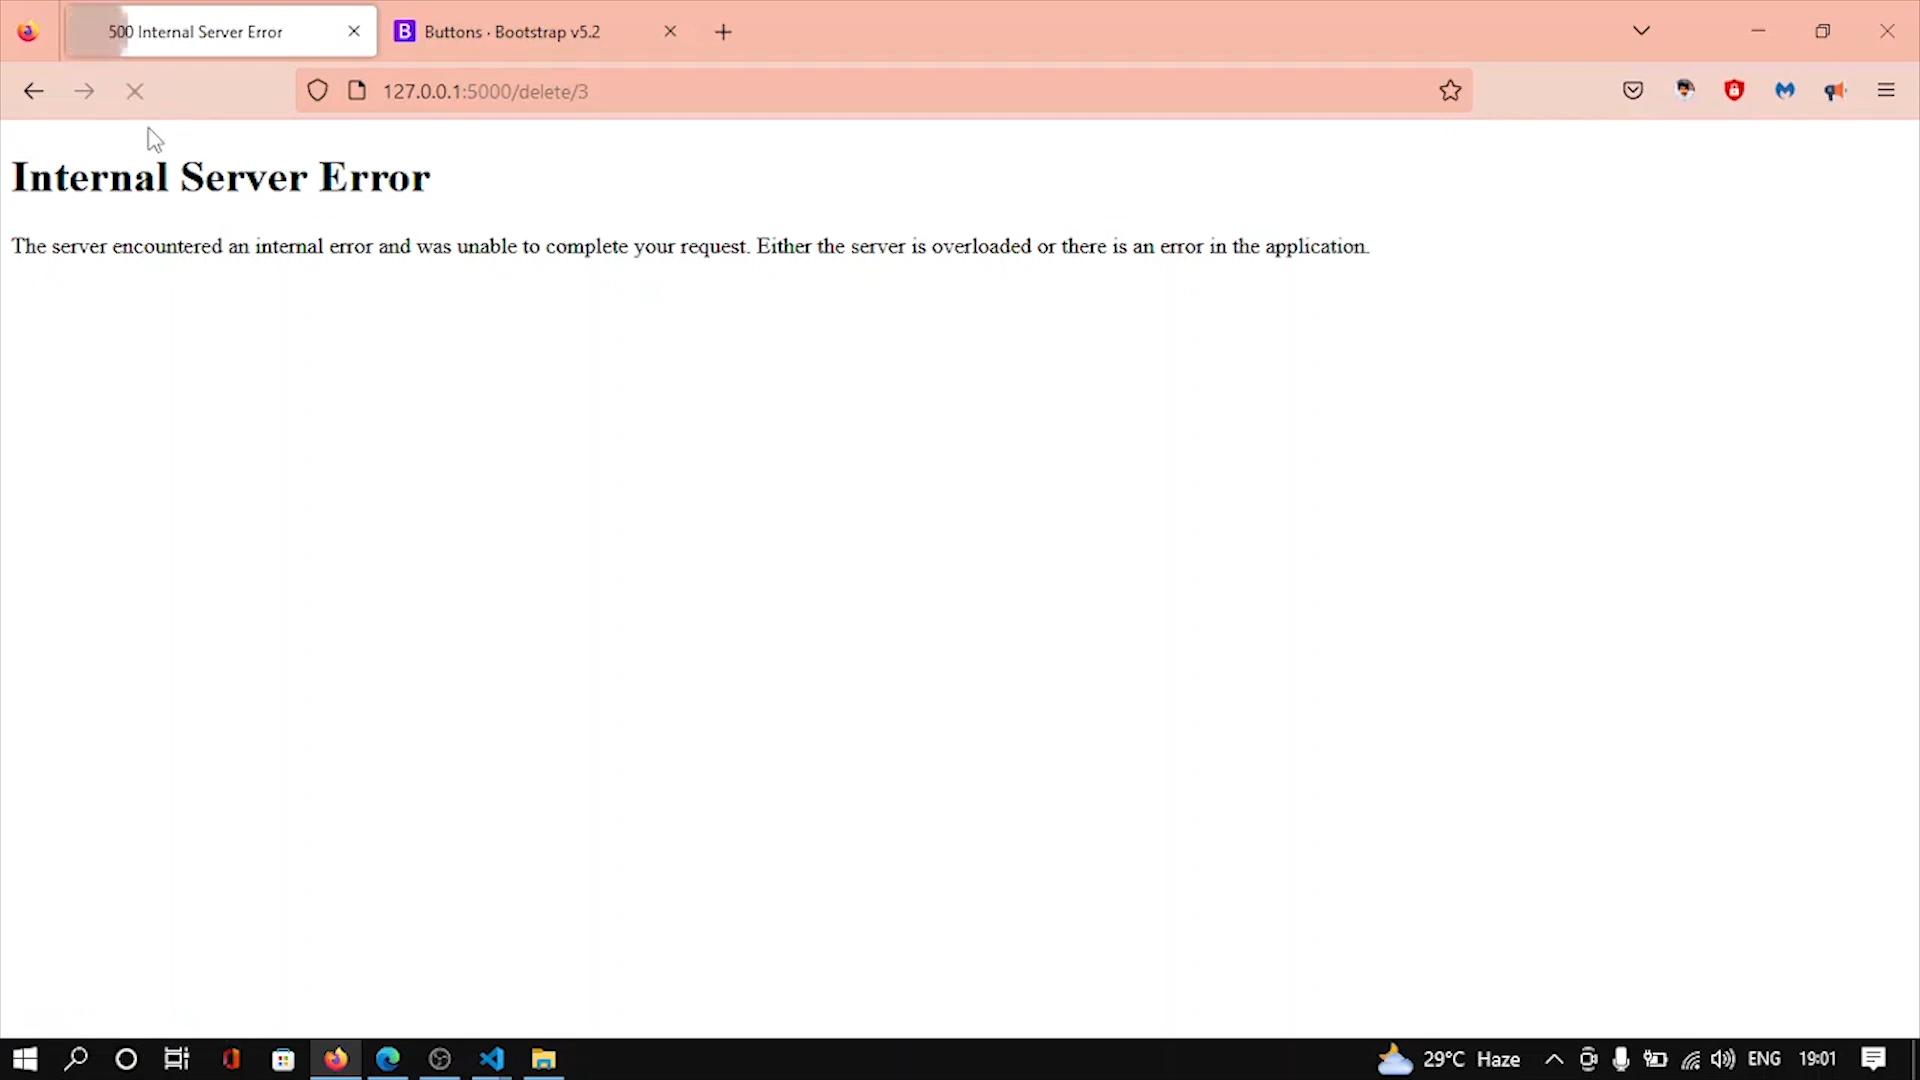 500 Internal Server Error
B Buttons · Bootstrap v5.2
127.0.0.1:5000/delete/3
Internal Server Error
The server encountered an internal error and was unable to complete your request. Either the server is overloaded or there is an error in the application.
29°C Haze
ENG
19:01